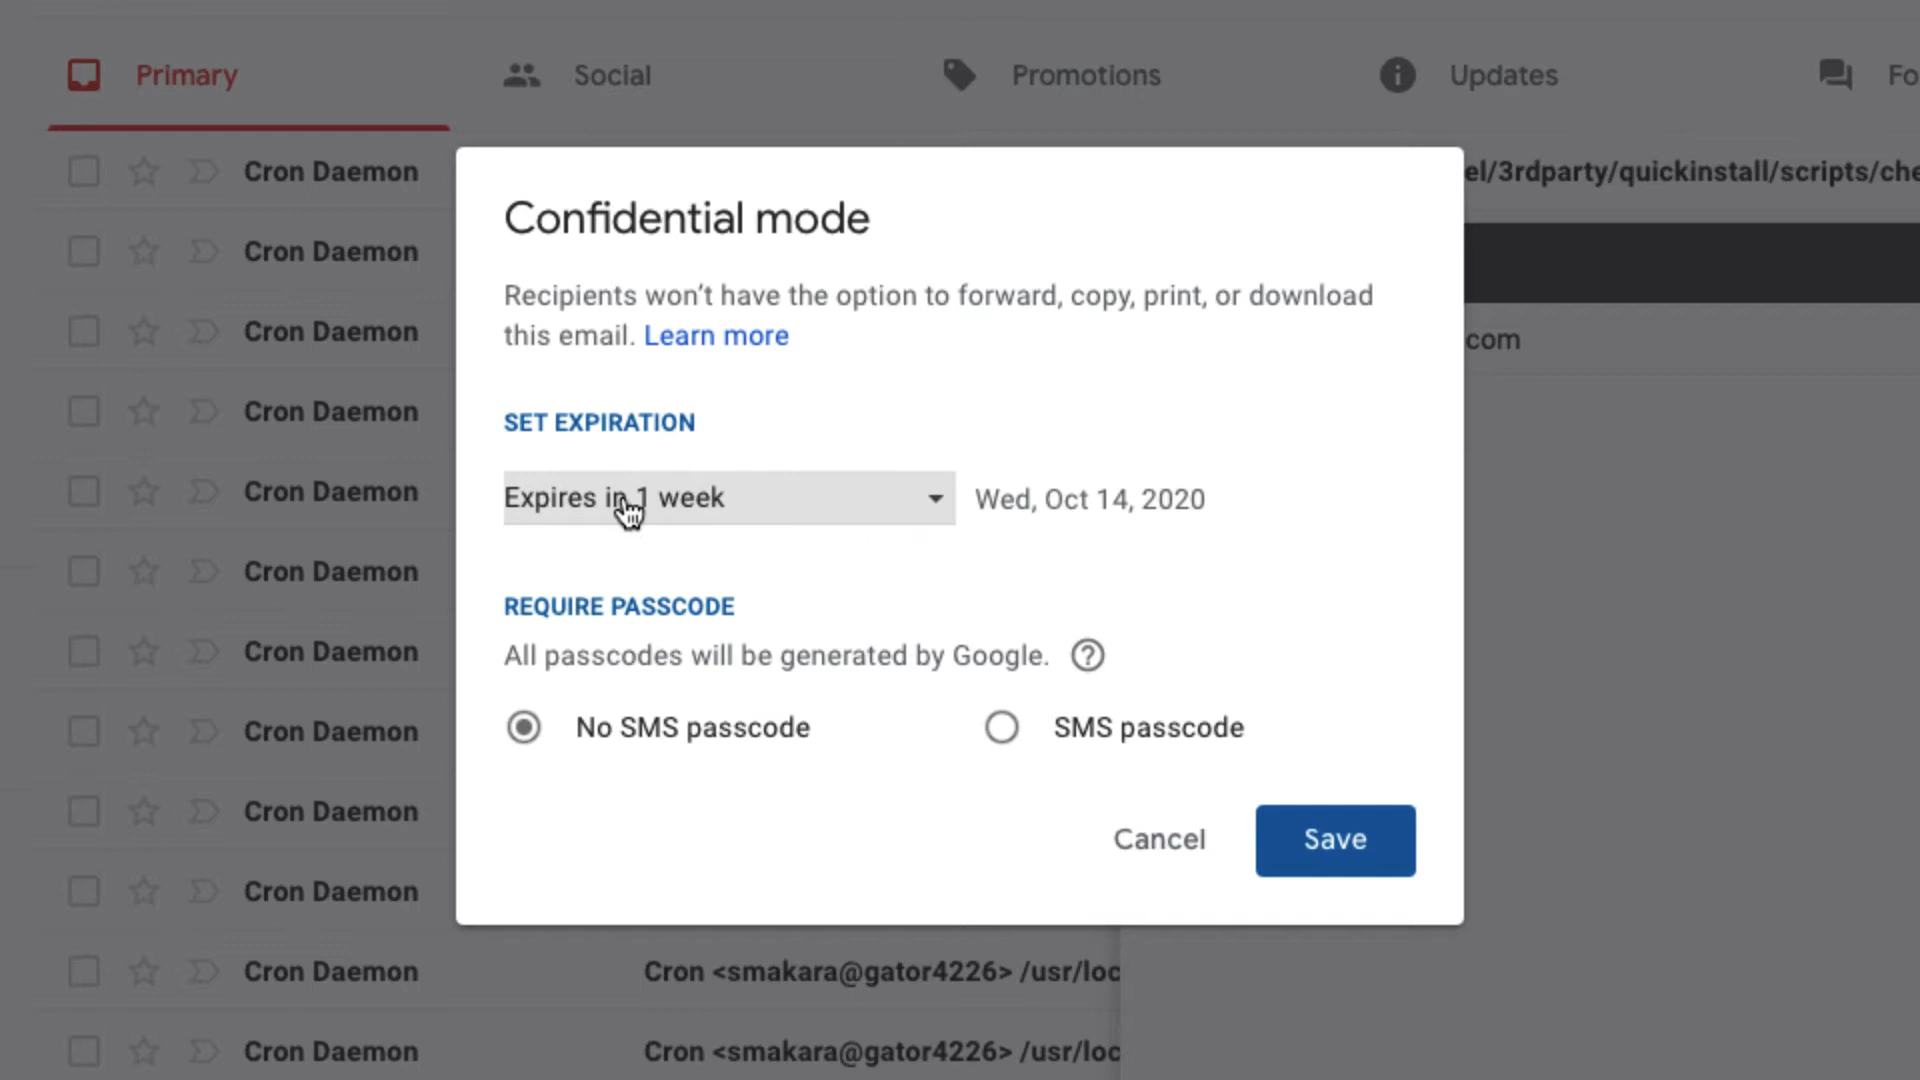 Primary
Social
Promotions
Updates
Fo
Cron Daemon
el/3rdparty/quickinstall/scripts/che
Cron Daemon
Cron Daemon
com
Cron Daemon
Cron Daemon
Cron Daemon
Cron Daemon
Cron Daemon
Cron Daemon
Cron Daemon
Cron Daemon
Cron <smakara@gator4226> /usr/loc
Cron Daemon
Cron <smakara@gator4226> /usr/loc
Confidential mode
Recipients won't have the option to forward, copy, print, or download
this email. Learn more
SET EXPIRATION
Expires in 1 week
Wed, Oct 14, 2020
REQUIRE PASSCODE
All passcodes will be generated by Google.
No SMS passcode
SMS passcode
Cancel
Save